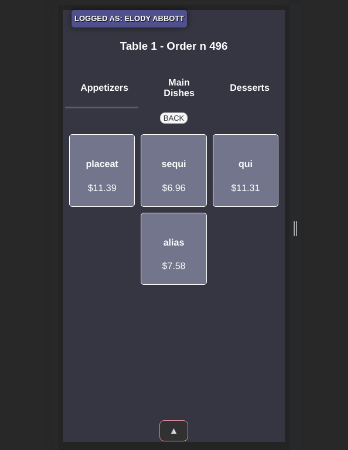 LOGGED AS: ELODY ABBOTT
Table 1 - Order n 496
Appetizers
Main
Dishes
Desserts
BACK
placeat
$11.39
sequi
$6.96
qui
$11.31
alias
$7.58
▲